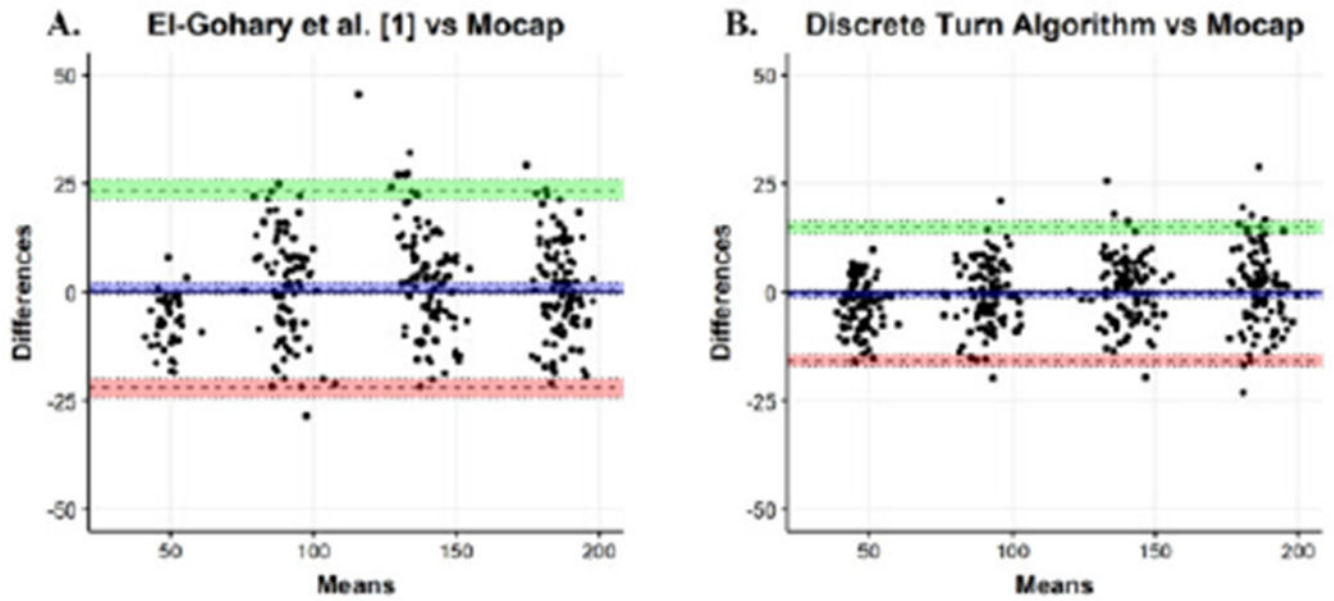 A. El-Gohary et al. [1] vs Mocap
50
25
0
-25
-50
Differences
50 100 150 200
Means
B. Discrete Turn Algorithm vs Mocap
50
25
0
-25
-50
Differences
50 100 150 200
Means